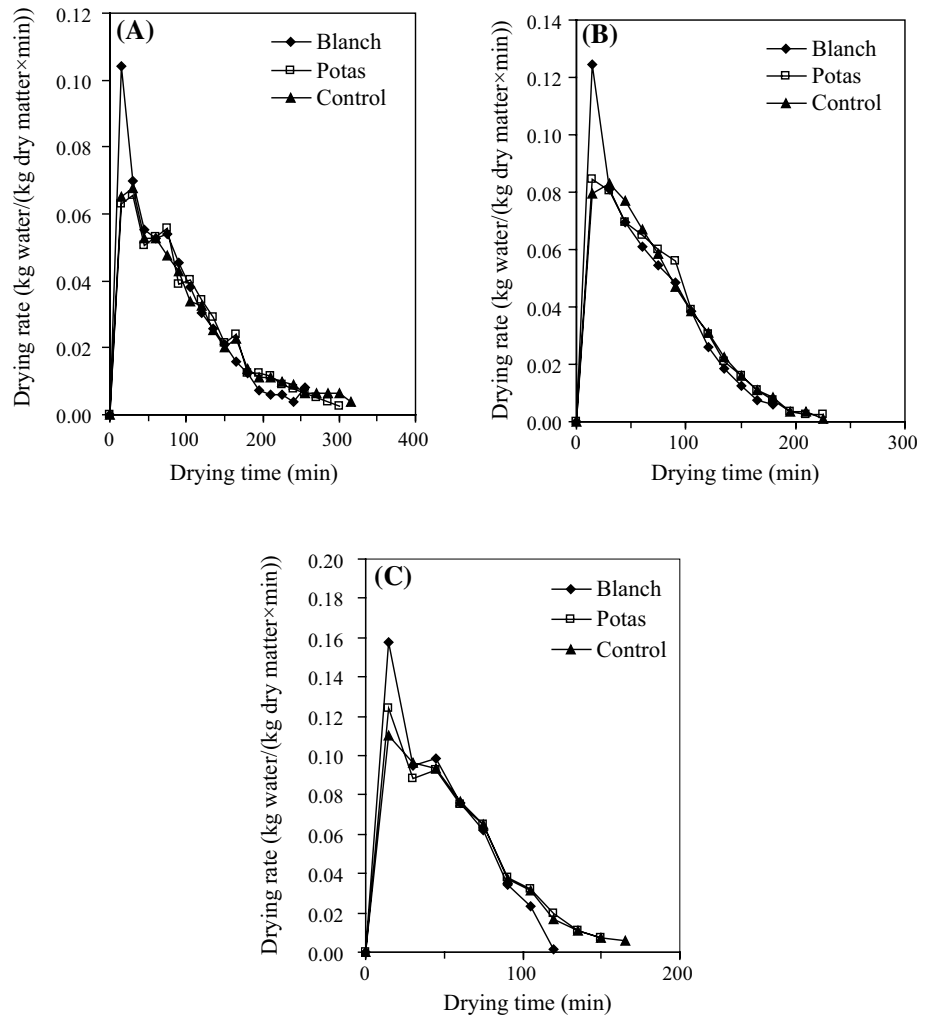 (A)
Blanch
Potas
Control
Drying rate (kg water/(kg dry matter×min))
0.12
0.10
0.08
0.06
0.04
0.02
0.00
0 100 200 300 400
Drying time (min)
(B)
Blanch
Potas
Control
Drying rate (kg water/(kg dry matter×min))
0.14
0.12
0.10
0.08
0.06
0.04
0.02
0.00
0 100 200 300
Drying time (min)
(C)
Blanch
Potas
Control
Drying rate (kg water/(kg dry matter×min))
0.20
0.18
0.16
0.14
0.12
0.10
0.08
0.06
0.04
0.02
0.00
0 100 200
Drying time (min)